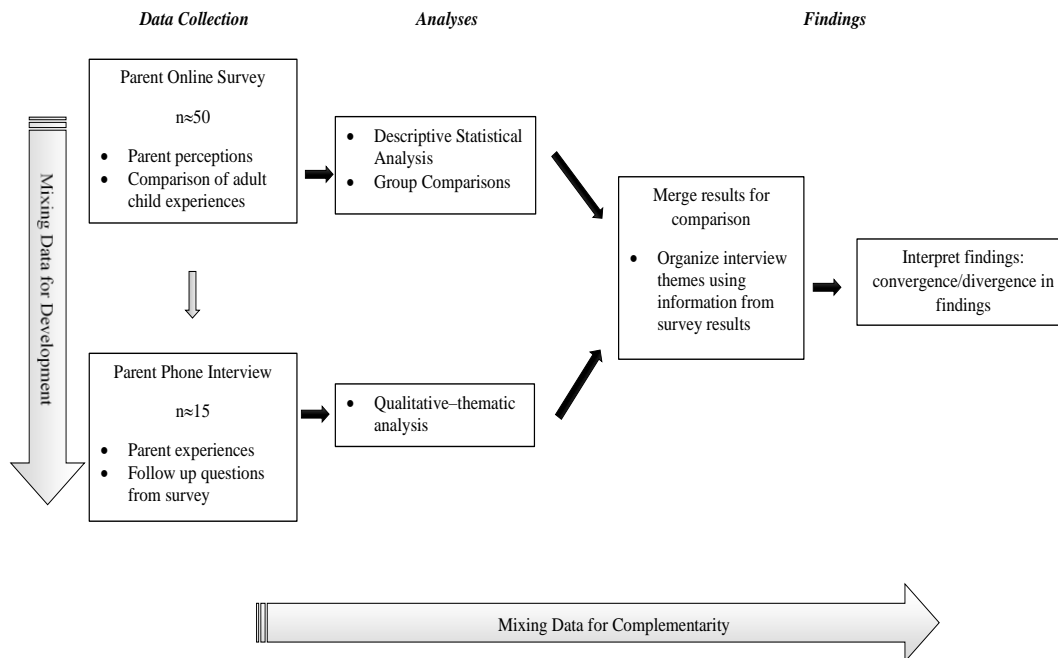 Data Collection
Analyses
Findings
Parent Online Survey
n≈50
• Parent perceptions
• Comparison of adult
child experiences
• Descriptive Statistical
Analysis
• Group Comparisons
Merge results for
comparison
• Organize interview
themes using
information from
survey results
Interpret findings:
convergence/divergence in
findings
Mixing Data for Development
Parent Phone Interview
n≈15
• Parent experiences
• Follow up questions
from survey
• Qualitative–thematic
analysis
Mixing Data for Complementarity